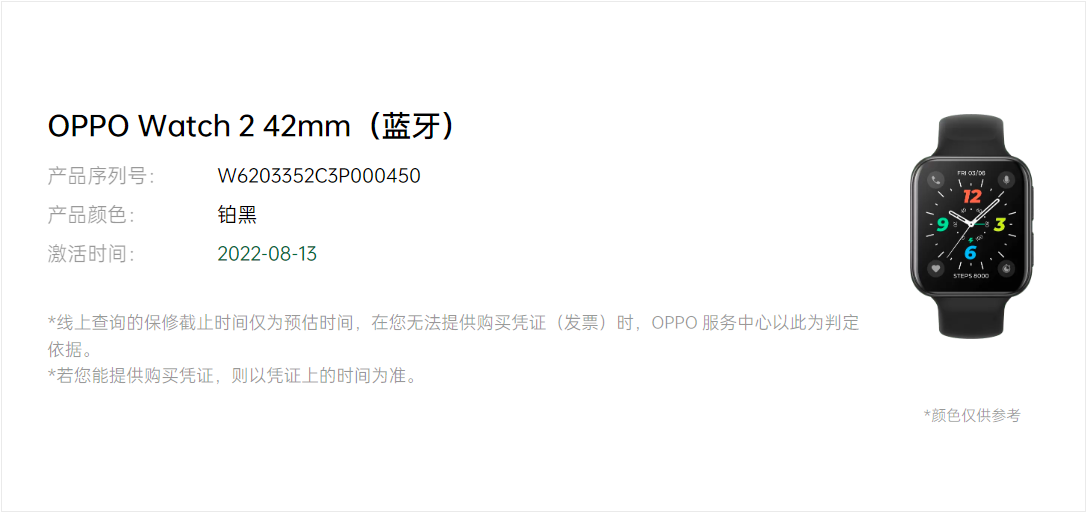 OPPO Watch 2 42mm（蓝牙）
产品序列号： W6203352C3P000450
产品颜色： 铂黑
激活时间： 2022-08-13
*线上查询的保修截止时间仅为预估时间，在您无法提供购买凭证（发票）时，OPPO 服务中心以此为判定
依据。
*若您能提供购买凭证，则以凭证上的时间为准。
FRI 03/06
12
9
3
6
STEPS 8000
*颜色仅供参考